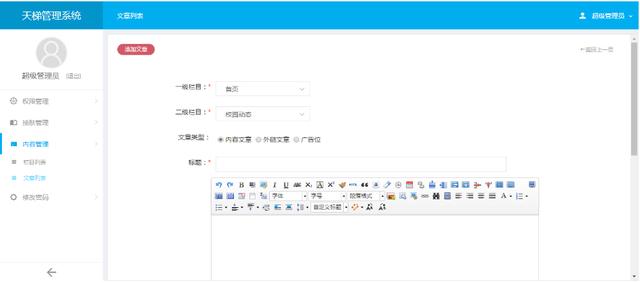 天梯管理系统
文章列表
超级管理员
超级管理员 (退出)
添加文章
←返回上一页
权限管理
内容管理
栏目列表
文章列表
修改密码
一级栏目：*
首页
二级栏目：*
校园动态
文章类型：
内容文章 外链文章 广告位
标题：*
字体 字号 段落格式
自定义标题